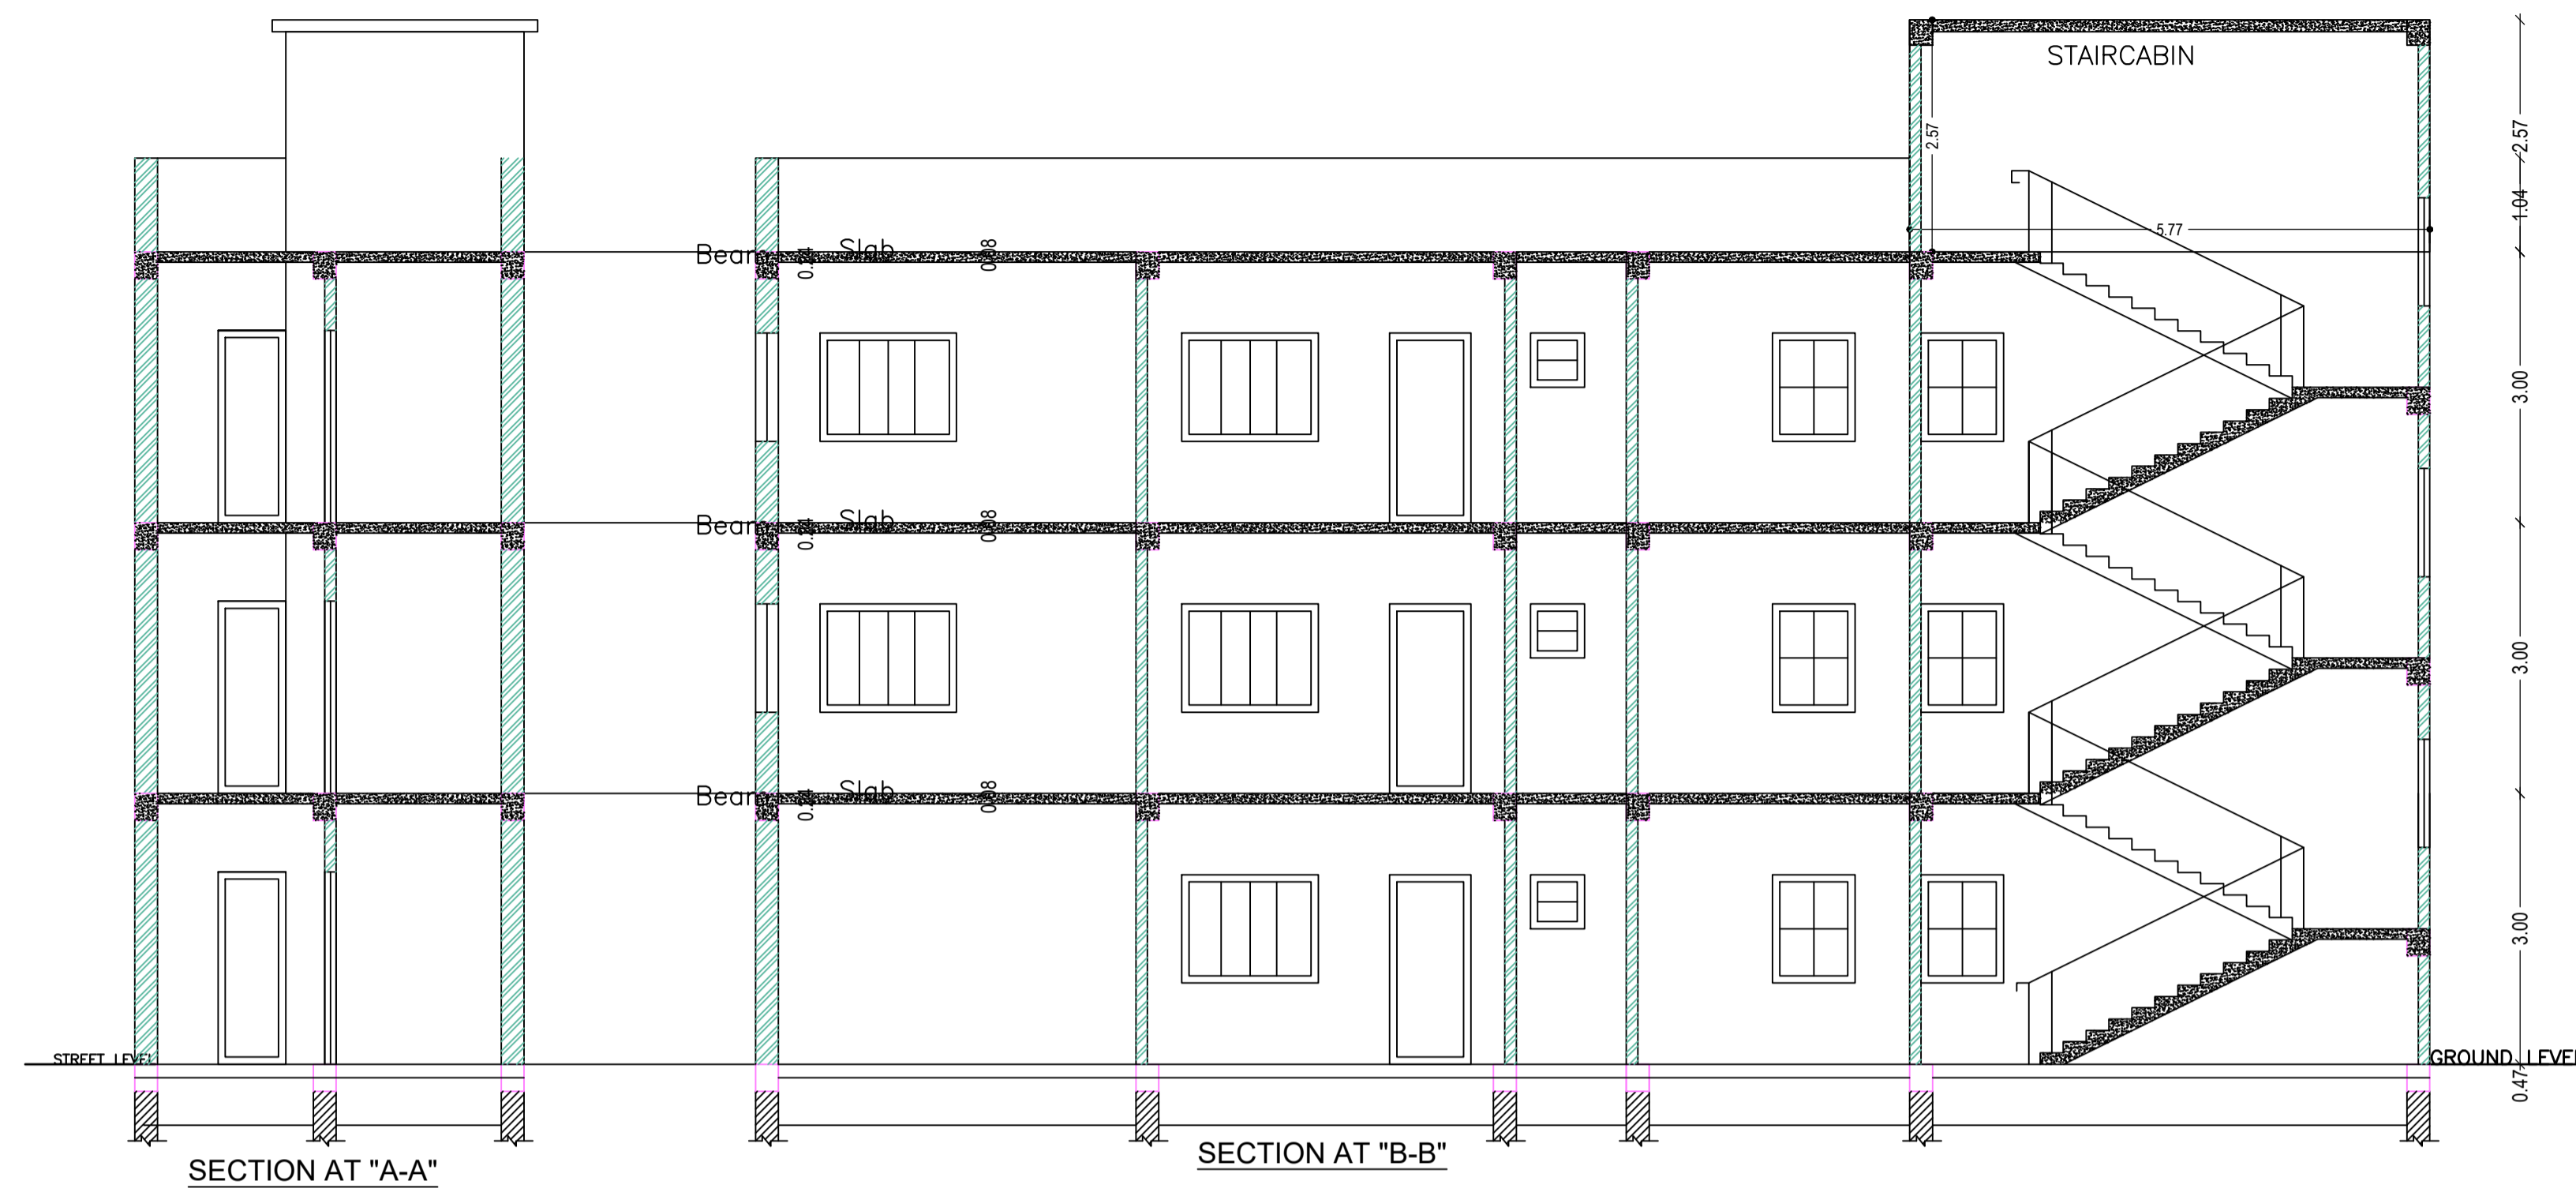 STAIRCABIN
2.57
2.57
1.04
5.77
Beam
0.24
Slab
0.08
3.00
Beam
0.24
Slab
0.08
3.00
Beam
0.24
Slab
0.08
3.00
STREET LEVEL
GROUND LEVEL
0.47
SECTION AT "A-A"
SECTION AT "B-B"